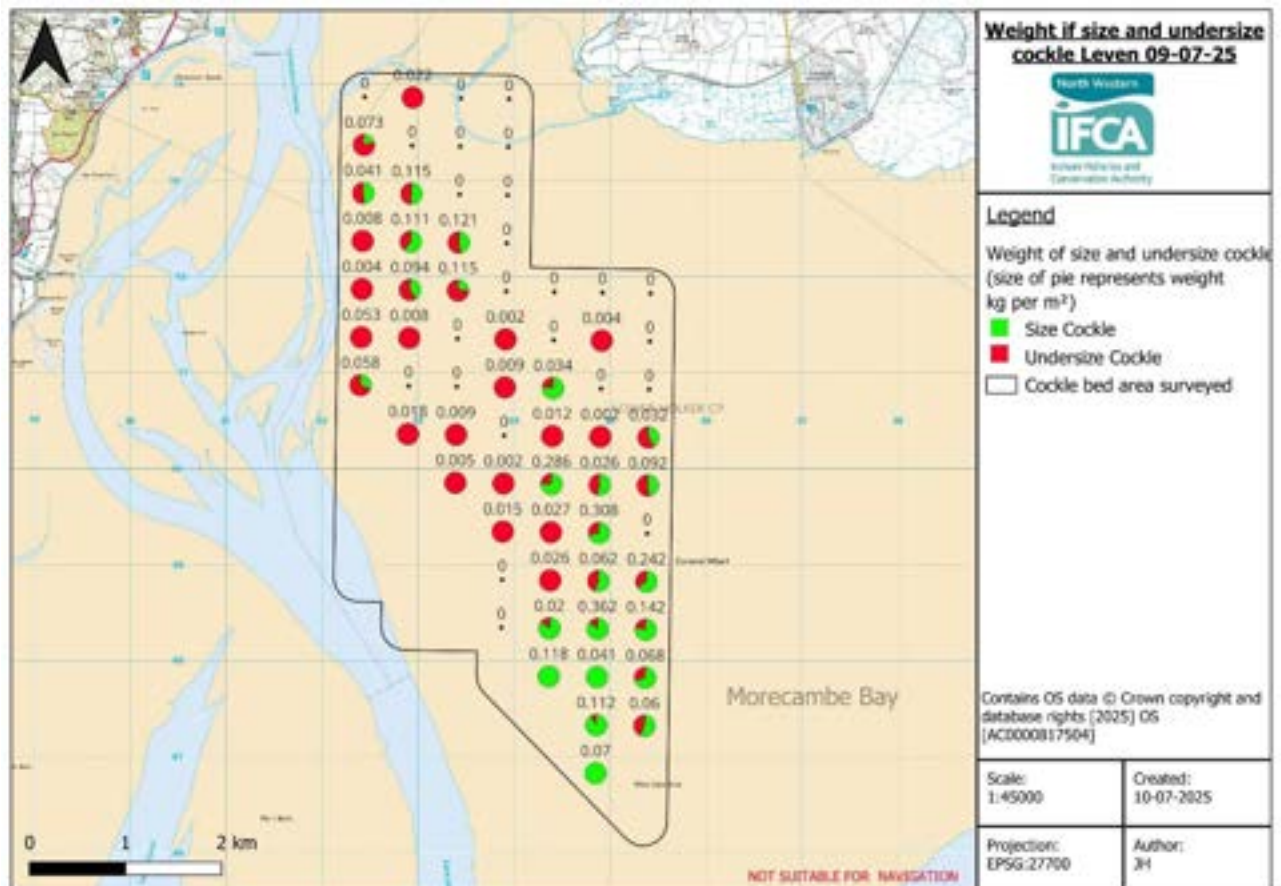 Weight if size and undersize
cockle Leven 09-07-25
North Western
IFCA
Inshore Fisheries and
Conservation Authority
Legend
Weight of size and undersize cockle
(size of pie represents weight
kg per m²)
Size Cockle
Undersize Cockle
Cockle bed area surveyed
Contains OS data © Crown copyright and
database rights [2025] OS
[AC0000817504]
Scale:
1:45000
Created:
10-07-2025
Projection:
EPSG:27700
Author:
JH
0 0.022 0 0
0.073 0 0 0
0.041 0.115 0 0
0.008 0.111 0.121 0
0.004 0.094 0.115 0 0 0 0
0.053 0.008 0 0.002 0 0.004 0
0.058 0 0 0.009 0.034 0 0
0.018 0.009 0 0.012 0.002 0.032
0.005 0.002 0.286 0.026 0.092
0.015 0.027 0.308 0
0 0.026 0.062 0.242
0 0.02 0.362 0.142
0.118 0.041 0.068
0.112 0.06
0.07
Morecambe Bay
0 1 2 km
NOT SUITABLE FOR NAVIGATION